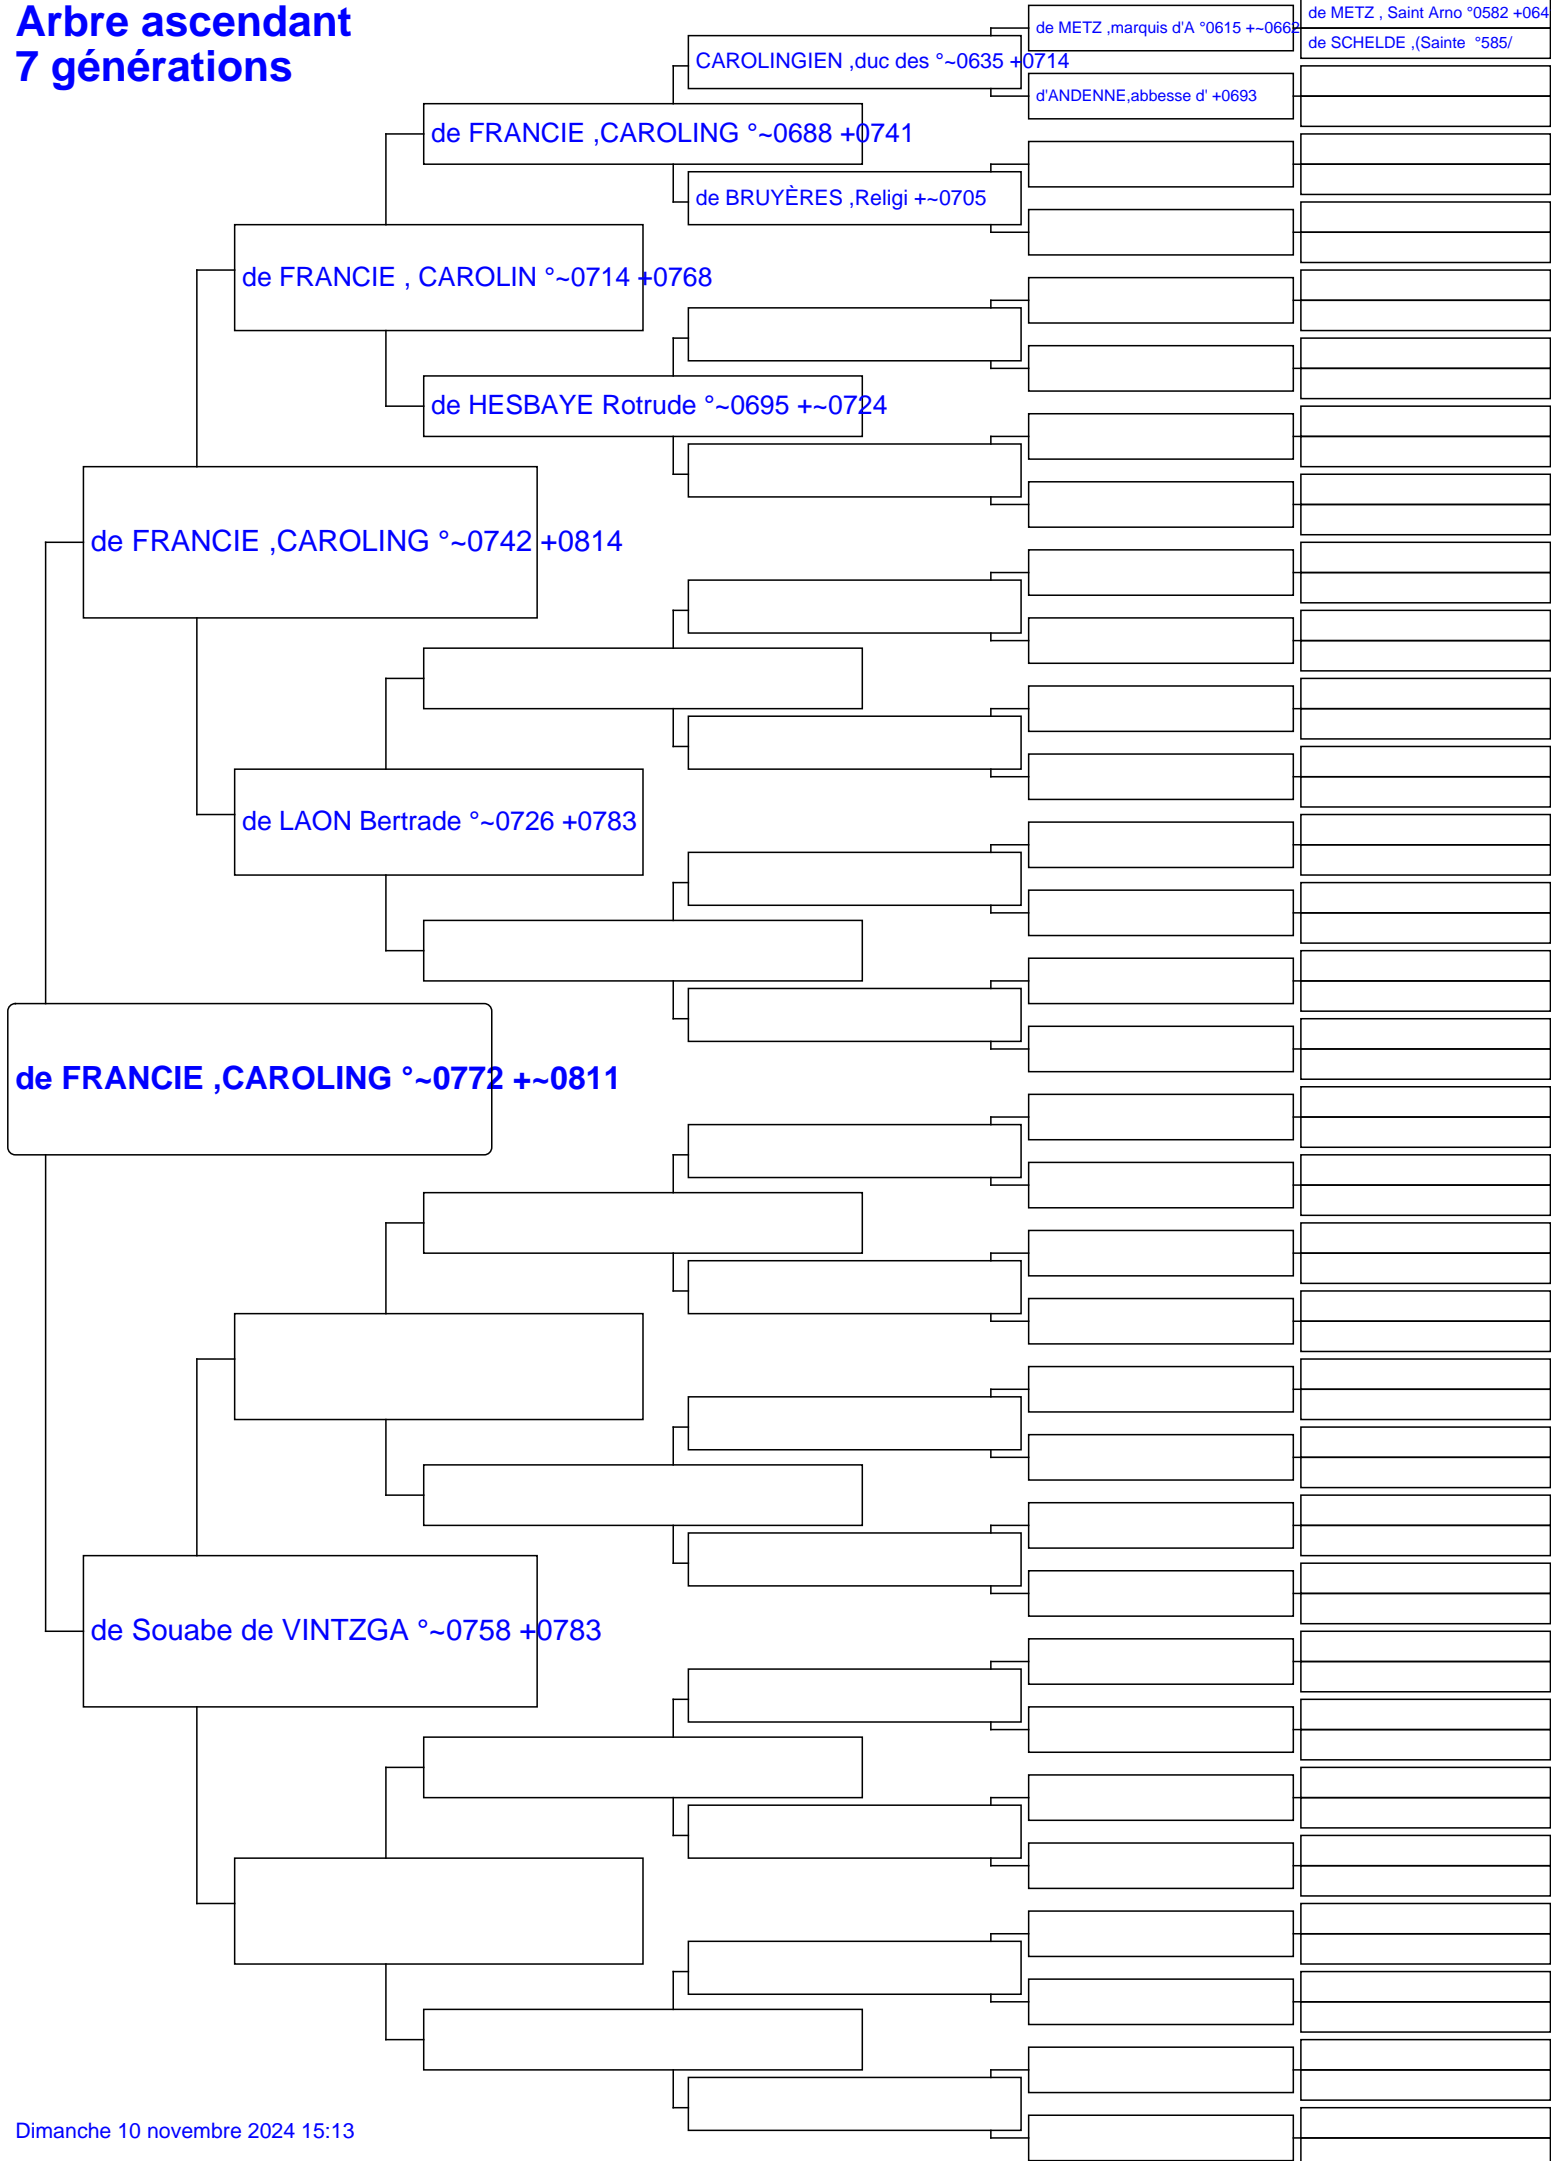 Arbre ascendant
7 générations
de METZ , Saint Arno °0582 +064
de METZ ,marquis d'A °0615 +~0662
de SCHELDE ,(Sainte °585/
CAROLINGIEN ,duc des °~0635 +0714
d'ANDENNE,abbesse d' +0693
de FRANCIE ,CAROLING °~0688 +0741
de BRUYÈRES ,Religi +~0705
de FRANCIE , CAROLIN °~0714 +0768
de HESBAYE Rotrude °~0695 +~0724
de FRANCIE ,CAROLING °~0742 +0814
de LAON Bertrade °~0726 +0783
de FRANCIE ,CAROLING °~0772 +~0811
de Souabe de VINTZGA °~0758 +0783
Dimanche 10 novembre 2024 15:13